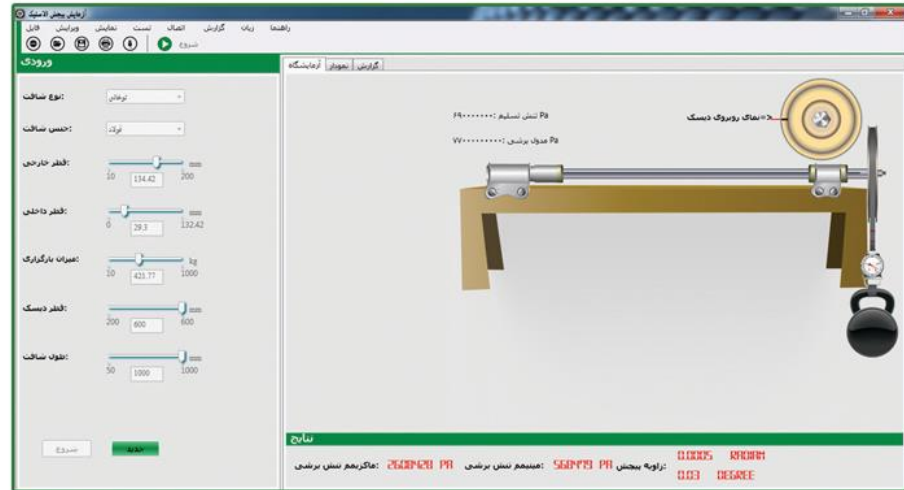 آزمایش پیچش الاستیک
فایل ویرایش نمایش تست اتصال گزارش زبان راهنما
شروع
ورودی
نوع شافت:
توخالی
جنس شافت:
فولاد
قطر خارجی:
mm
10 134.42 200
قطر داخلی:
mm
0 29.3 132.42
میزان بارگزاری:
kg
10 423.77 1000
قطر دیسک:
mm
200 600 600
طول شافت:
mm
50 1000 1000
شروع جدید
آزمایشگاه نمودار گزارش
تنش تسلیم: Pa
مدول برشی: Pa
نمای روبروی دیسک=>
نتایج
ماکزیمم تنش برشی: PA
مینیمم تنش برشی: PA
زاویه پیچش:
0.0005 RADIAN
0.03 DEGREE